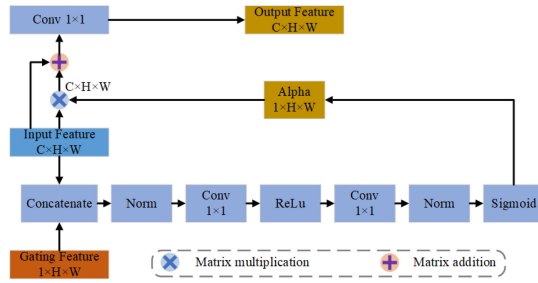 Conv 1×1
Output Feature
C×H×W
C×H×W
Alpha
1×H×W
Input Feature
C×H×W
Concatenate
Norm
Conv
1×1
ReLu
Conv
1×1
Norm
Sigmoid
Gating Feature
1×H×W
Matrix multiplication
Matrix addition